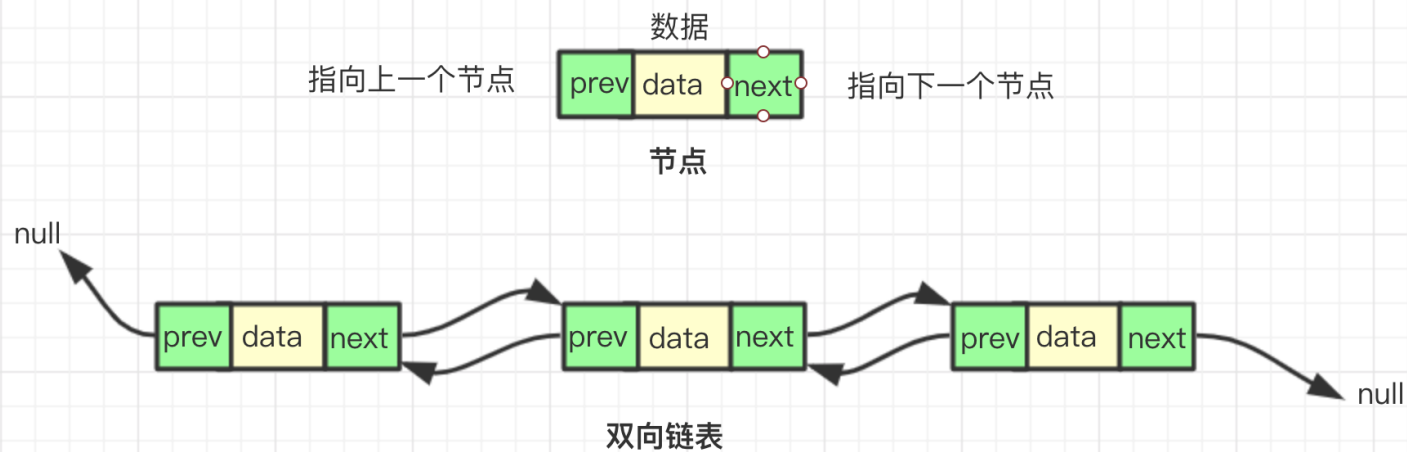 数据
指向上一个节点 prev data next 指向下一个节点
节点
null
prev data next prev data next prev data next
null
双向链表